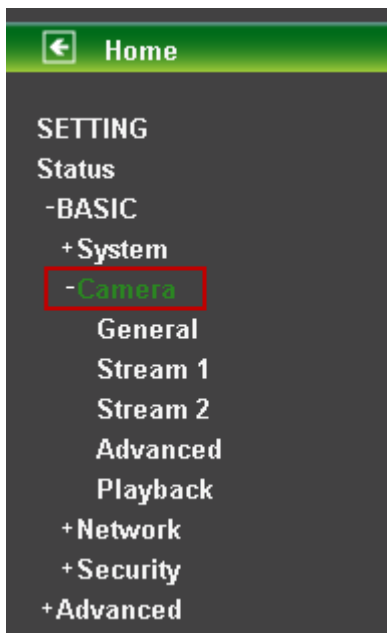 Home
SETTING
Status
-BASIC
+System
-Camera
General
Stream 1
Stream 2
Advanced
Playback
+Network
+Security
+Advanced